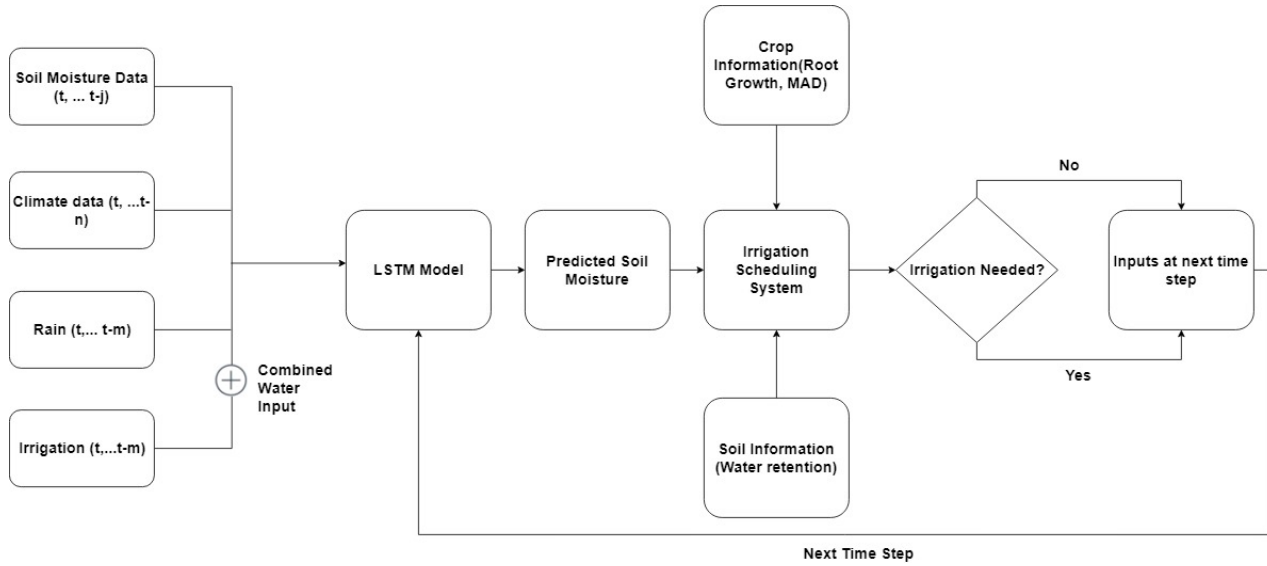 Soil Moisture Data
(t, ... t-j)
Climate data (t, ...t-
n)
Rain (t,... t-m)
Irrigation (t,...t-m)
Combined
Water
Input
LSTM Model
Predicted Soil
Moisture
Crop
Information(Root
Growth, MAD)
Irrigation
Scheduling
System
Soil Information
(Water retention)
Irrigation Needed?
No
Yes
Inputs at next time
step
Next Time Step